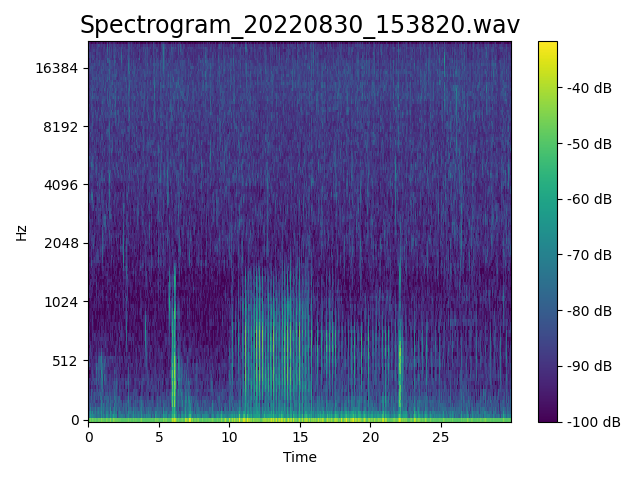 Spectrogram_20220830_153820.wav
16384
8192
4096
2048
1024
512
0
Hz
0 5 10 15 20 25
Time
-40 dB
-50 dB
-60 dB
-70 dB
-80 dB
-90 dB
-100 dB